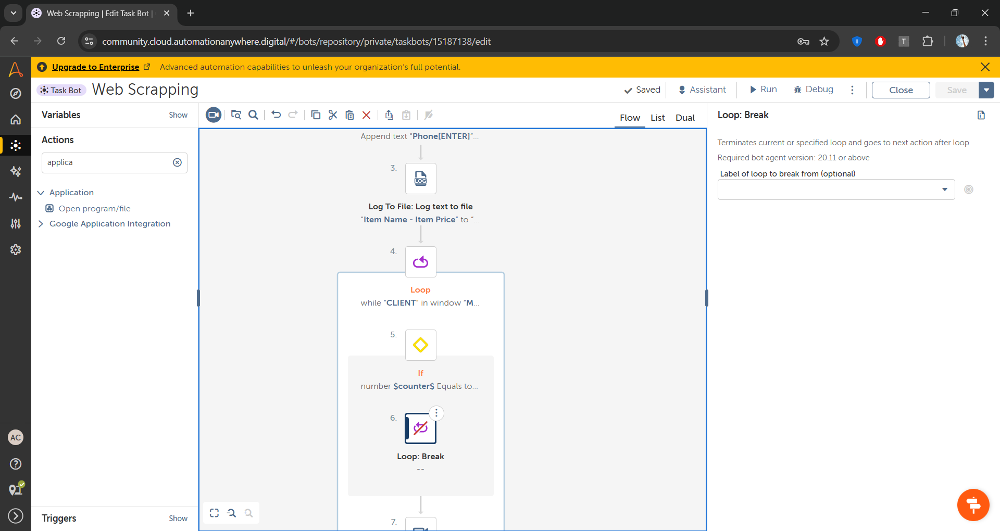 Web Scrapping | Edit Task Bot |
community.cloud.automationanywhere.digital/#/bots/repository/private/taskbots/15187138/edit
T
Upgrade to Enterprise
Advanced automation capabilities to unleash your organization's full potential.
Task Bot
Web Scrapping
Saved
Assistant
Run
Debug
Close
Save
Variables
Show
Flow
List
Dual
Loop: Break
Actions
applica
Application
Open program/file
Google Application Integration
Append text “Phone[ENTER]”...
3.
LOG
Log To File: Log text to file
“Item Name - Item Price” to “...
4.
Loop
while “CLIENT” in window “M...
5.
If
number $counter$ Equals to...
6.
Loop: Break
--
7.
Terminates current or specified loop and goes to next action after loop
Required bot agent version: 20.11 or above
Label of loop to break from (optional)
AC
Triggers
Show